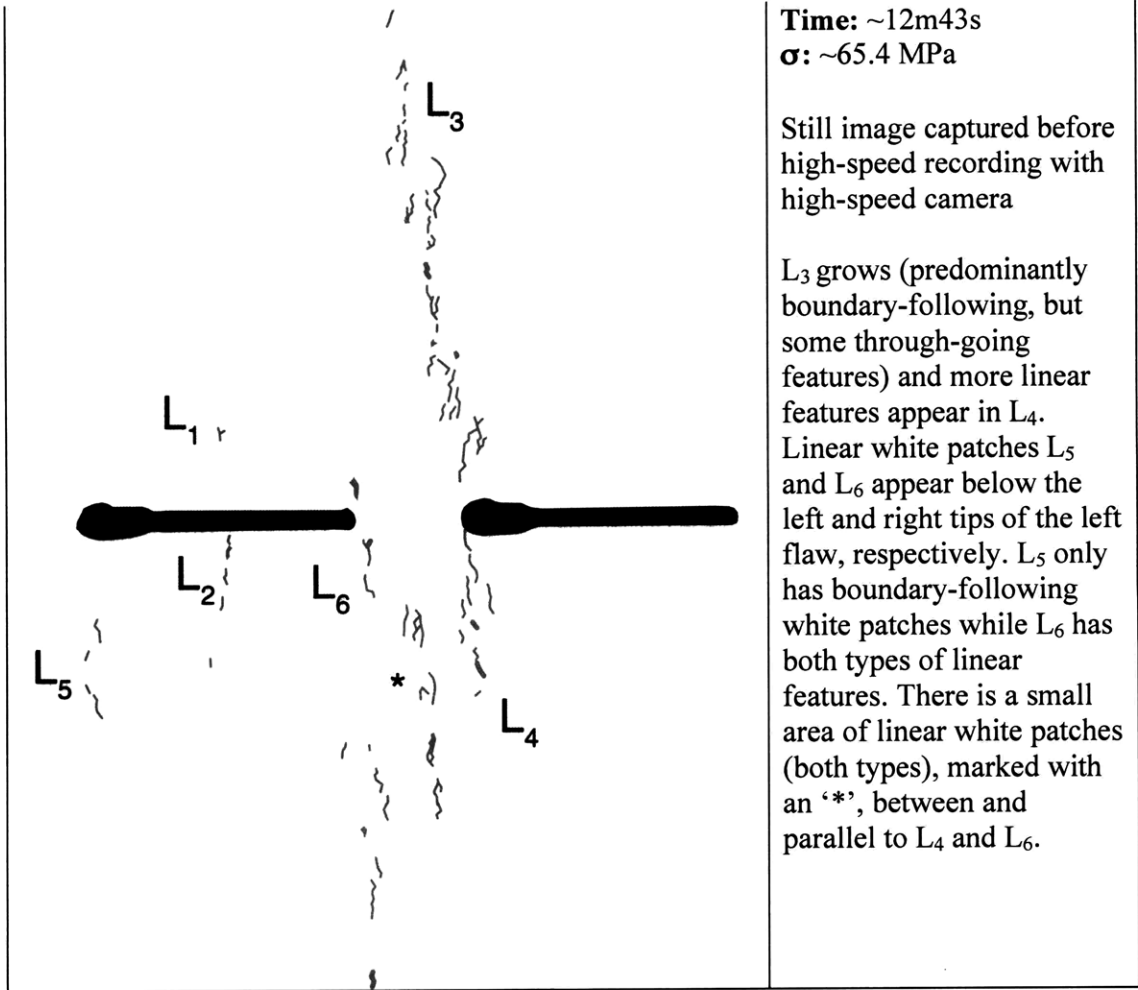 L₃
L₁
L₂
L₆
L₅
*
L₄
Time: ~12m43s
σ: ~65.4 MPa
Still image captured before
high-speed recording with
high-speed camera
L₃ grows (predominantly
boundary-following, but
some through-going
features) and more linear
features appear in L₄.
Linear white patches L₅
and L₆ appear below the
left and right tips of the left
flaw, respectively. L₅ only
has boundary-following
white patches while L₆ has
both types of linear
features. There is a small
area of linear white patches
(both types), marked with
an ‘*’, between and
parallel to L₄ and L₆.